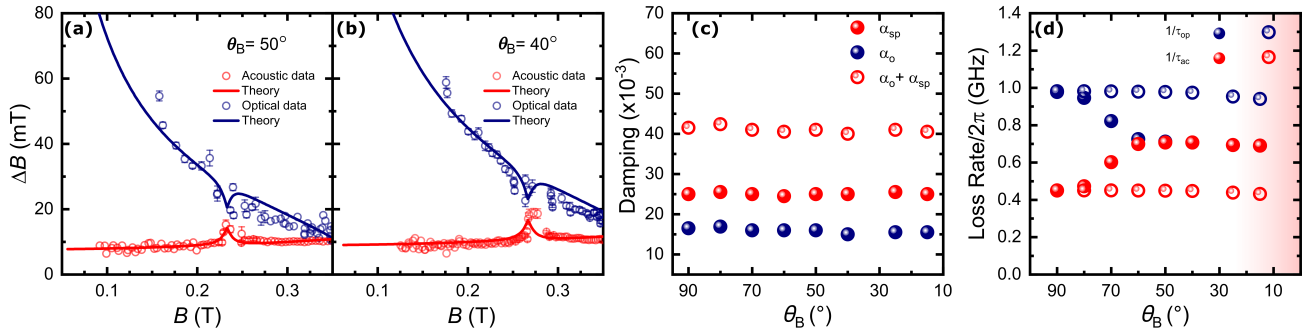 (a)
θB= 50°
Acoustic data
Theory
Optical data
Theory
80
60
40
20
0
ΔB (mT)
0.1
0.2
0.3
B (T)
(b)
θB= 40°
Acoustic data
Theory
Optical data
Theory
0.1
0.2
0.3
B (T)
(c)
αsp
αo
αo+ αsp
70
60
50
40
30
20
10
Damping (x10-3)
90
70
50
30
10
θB (°)
(d)
1/τop
1/τac
1.4
1.2
1.0
0.8
0.6
0.4
0.2
0.0
Loss Rate/2π (GHz)
90
70
50
30
10
θB (°)